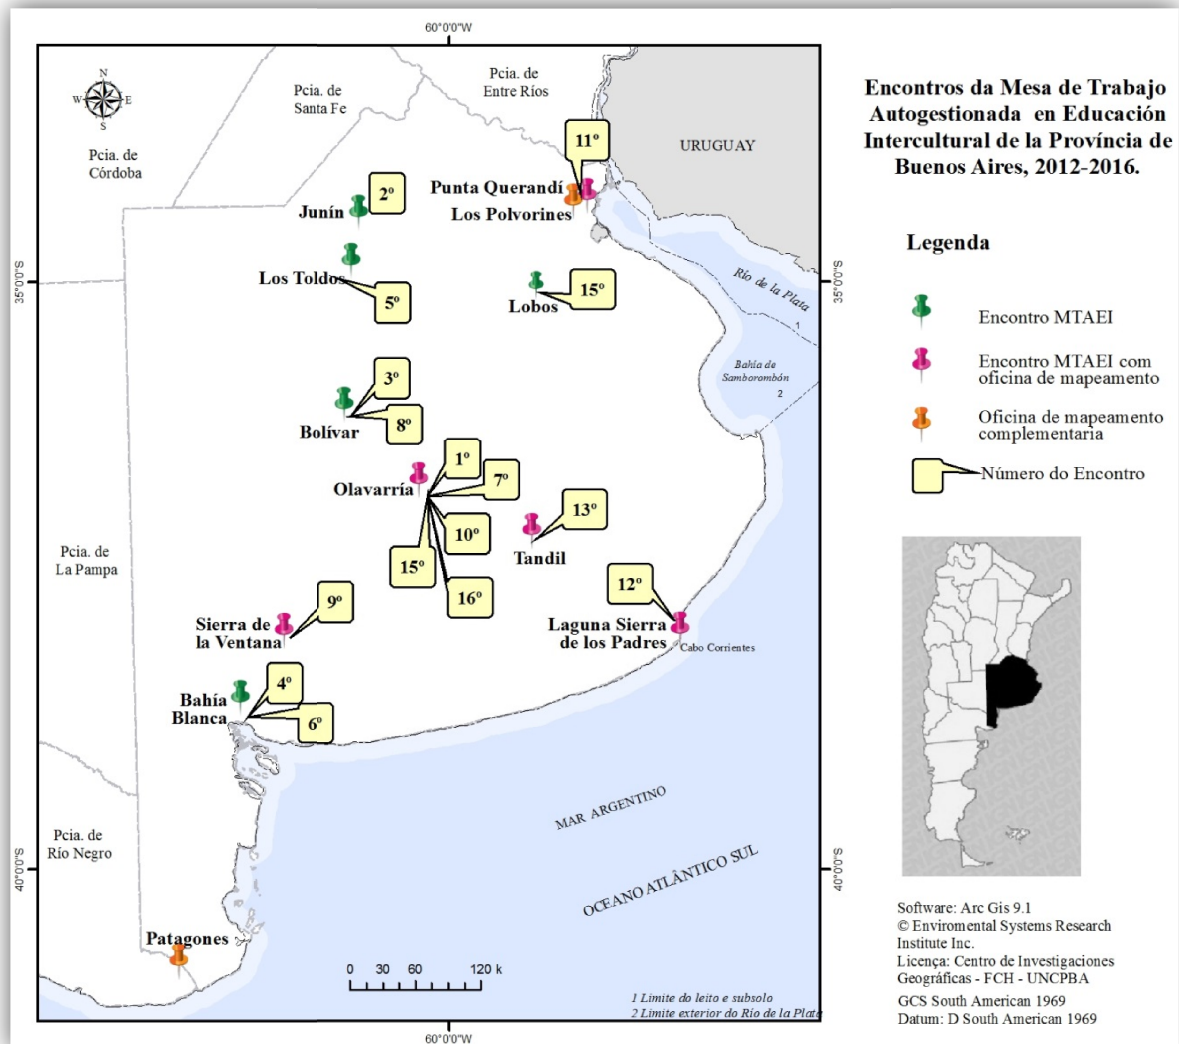 60°0'0"W
N
W
E
S
Pcia. de
Córdoba
Pcia. de
Santa Fe
Pcia. de
Entre Ríos
URUGUAY
11º
2º
Junín
Punta Querandí
Los Polvorines
35°0'0"S
35°0'0"S
Los Toldos
5º
Lobos
15º
Río de la Plata
1
Bahía de
Samborombón
2
3º
8º
Bolívar
1º
7º
Olavarría
10º
15º
16º
13º
Tandil
Pcia. de
La Pampa
12º
9º
Sierra de
la Ventana
Laguna Sierra
de los Padres
Cabo Corrientes
4º
6º
Bahía
Blanca
MAR ARGENTINO
Pcia. de
Río Negro
40°0'0"S
40°0'0"S
OCEANO ATLÂNTICO SUL
Patagones
0 30 60 120 k
1 Limite do leito e subsolo
2 Limite exterior do Rio de la Plata
60°0'0"W
Encontros da Mesa de Trabajo
Autogestionada en Educación
Intercultural de la Província de
Buenos Aires, 2012-2016.
Legenda
Encontro MTAEI
Encontro MTAEI com
oficina de mapeamento
Oficina de mapeamento
complementaria
Número do Encontro
Software: Arc Gis 9.1
© Enviromental Systems Research
Institute Inc.
Licença: Centro de Investigaciones
Geográficas - FCH - UNCPBA
GCS South American 1969
Datum: D South American 1969